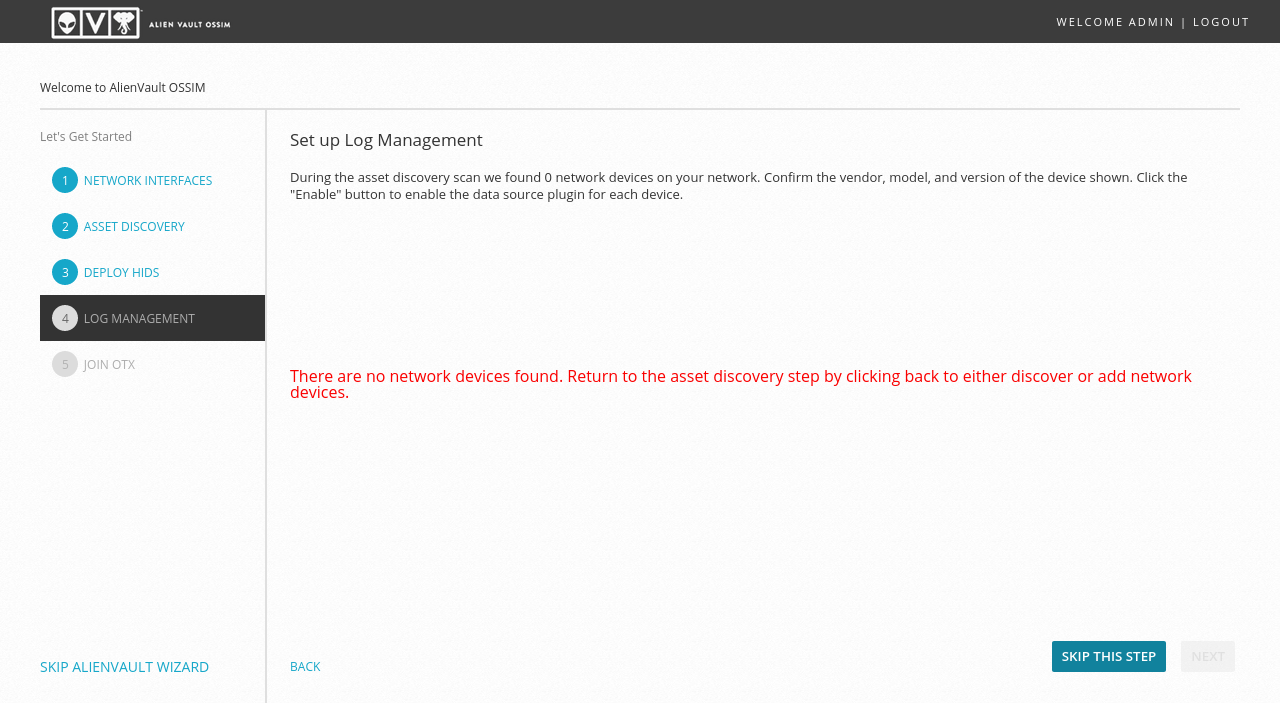 ALIEN VAULT OSSIM
WELCOME ADMIN | LOGOUT
Welcome to AlienVault OSSIM
Let's Get Started
1 NETWORK INTERFACES
2 ASSET DISCOVERY
3 DEPLOY HIDS
4 LOG MANAGEMENT
5 JOIN OTX
SKIP ALIENVAULT WIZARD
Set up Log Management
During the asset discovery scan we found 0 network devices on your network. Confirm the vendor, model, and version of the device shown. Click the
"Enable" button to enable the data source plugin for each device.
There are no network devices found. Return to the asset discovery step by clicking back to either discover or add network
devices.
BACK
SKIP THIS STEP
NEXT